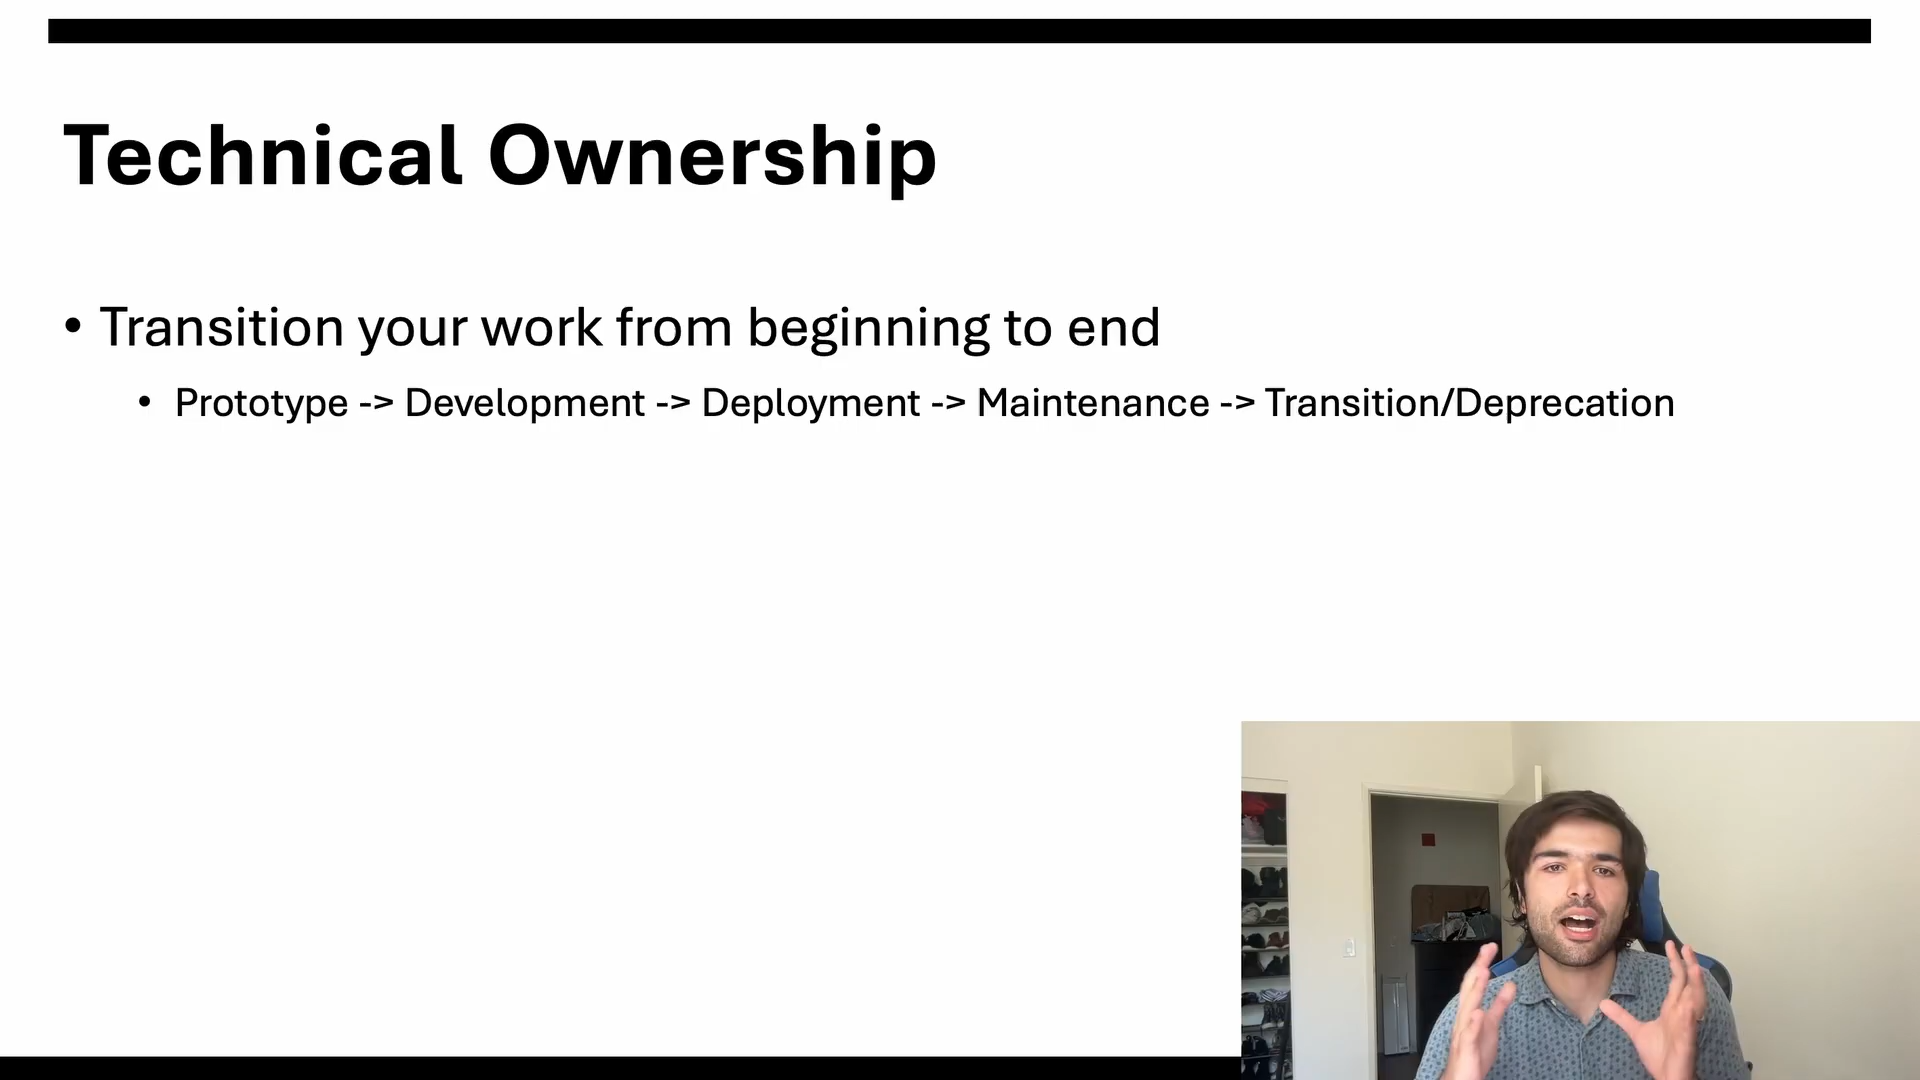 Technical Ownership
• Transition your work from beginning to end
• Prototype -> Development -> Deployment -> Maintenance -> Transition/Deprecation